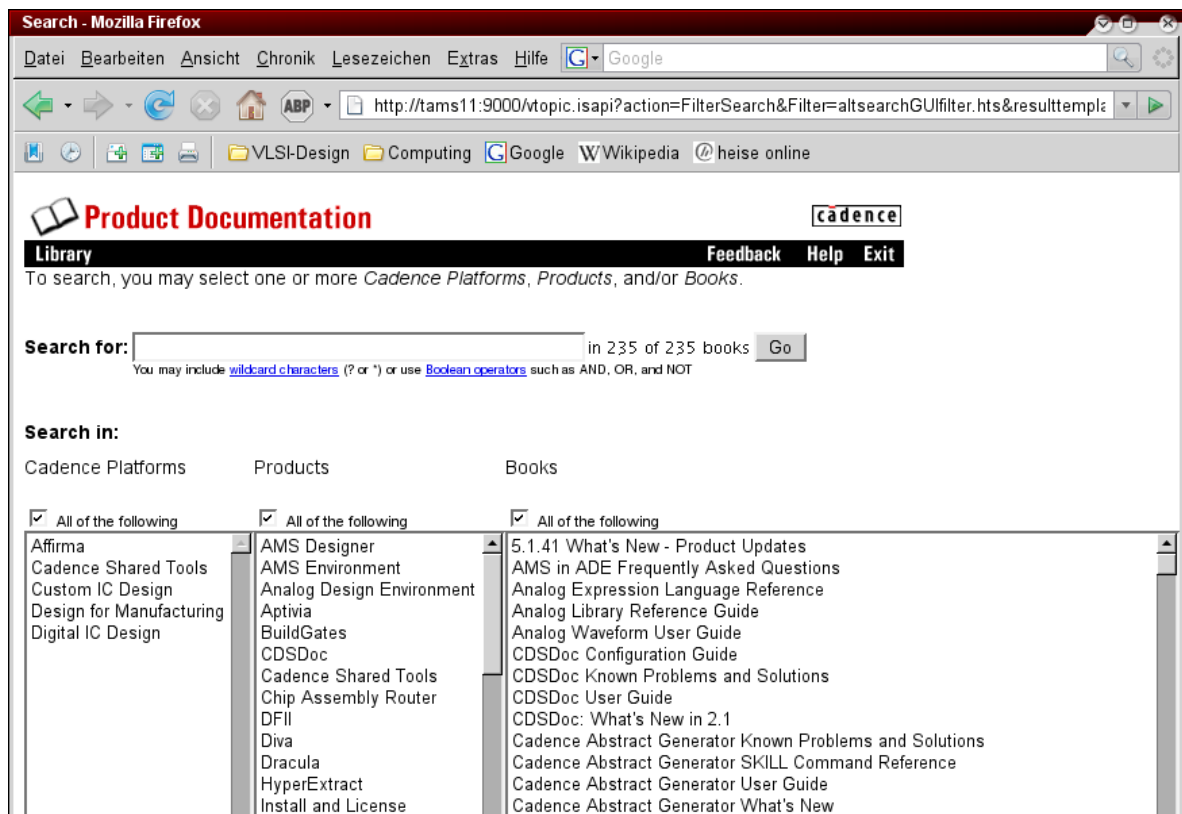 Search - Mozilla Firefox
Datei Bearbeiten Ansicht Chronik Lesezeichen Extras Hilfe G Google
ABP http://tams11:9000/vtopic.isapi?action=FilterSearch&Filter=altsearchGUIfilter.hts&resulttempla
VLSI-Design Computing G Google W Wikipedia @ heise online
Product Documentation cādence
Library Feedback Help Exit
To search, you may select one or more Cadence Platforms, Products, and/or Books.
Search for: in 235 of 235 books Go
You may include wildcard characters (? or *) or use Boolean operators such as AND, OR, and NOT
Search in:
Cadence Platforms Products Books
All of the following All of the following All of the following
Affirma AMS Designer 5.1.41 What's New - Product Updates
Cadence Shared Tools AMS Environment AMS in ADE Frequently Asked Questions
Custom IC Design Analog Design Environment Analog Expression Language Reference
Design for Manufacturing Aptivia Analog Library Reference Guide
Digital IC Design BuildGates Analog Waveform User Guide
CDSDoc CDSDoc Configuration Guide
Cadence Shared Tools CDSDoc Known Problems and Solutions
Chip Assembly Router CDSDoc User Guide
DFII CDSDoc: What's New in 2.1
Diva Cadence Abstract Generator Known Problems and Solutions
Dracula Cadence Abstract Generator SKILL Command Reference
HyperExtract Cadence Abstract Generator User Guide
Install and License Cadence Abstract Generator What's New